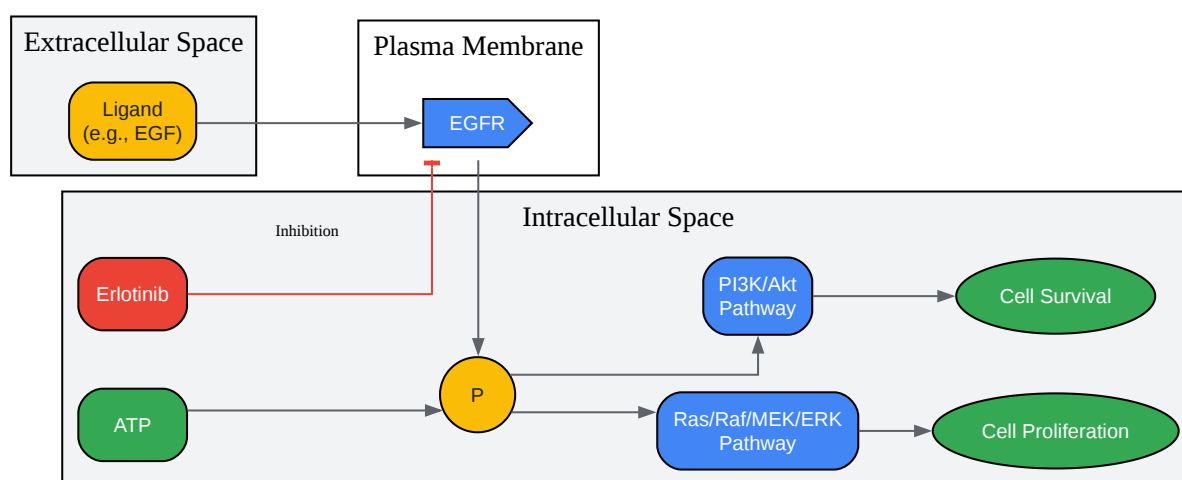 Extracellular Space
Plasma Membrane
Ligand
(e.g., EGF)
EGFR
Intracellular Space
Inhibition
Erlotinib
PI3K/Akt
Pathway
Cell Survival
ATP
P
Ras/Raf/MEK/ERK
Pathway
Cell Proliferation